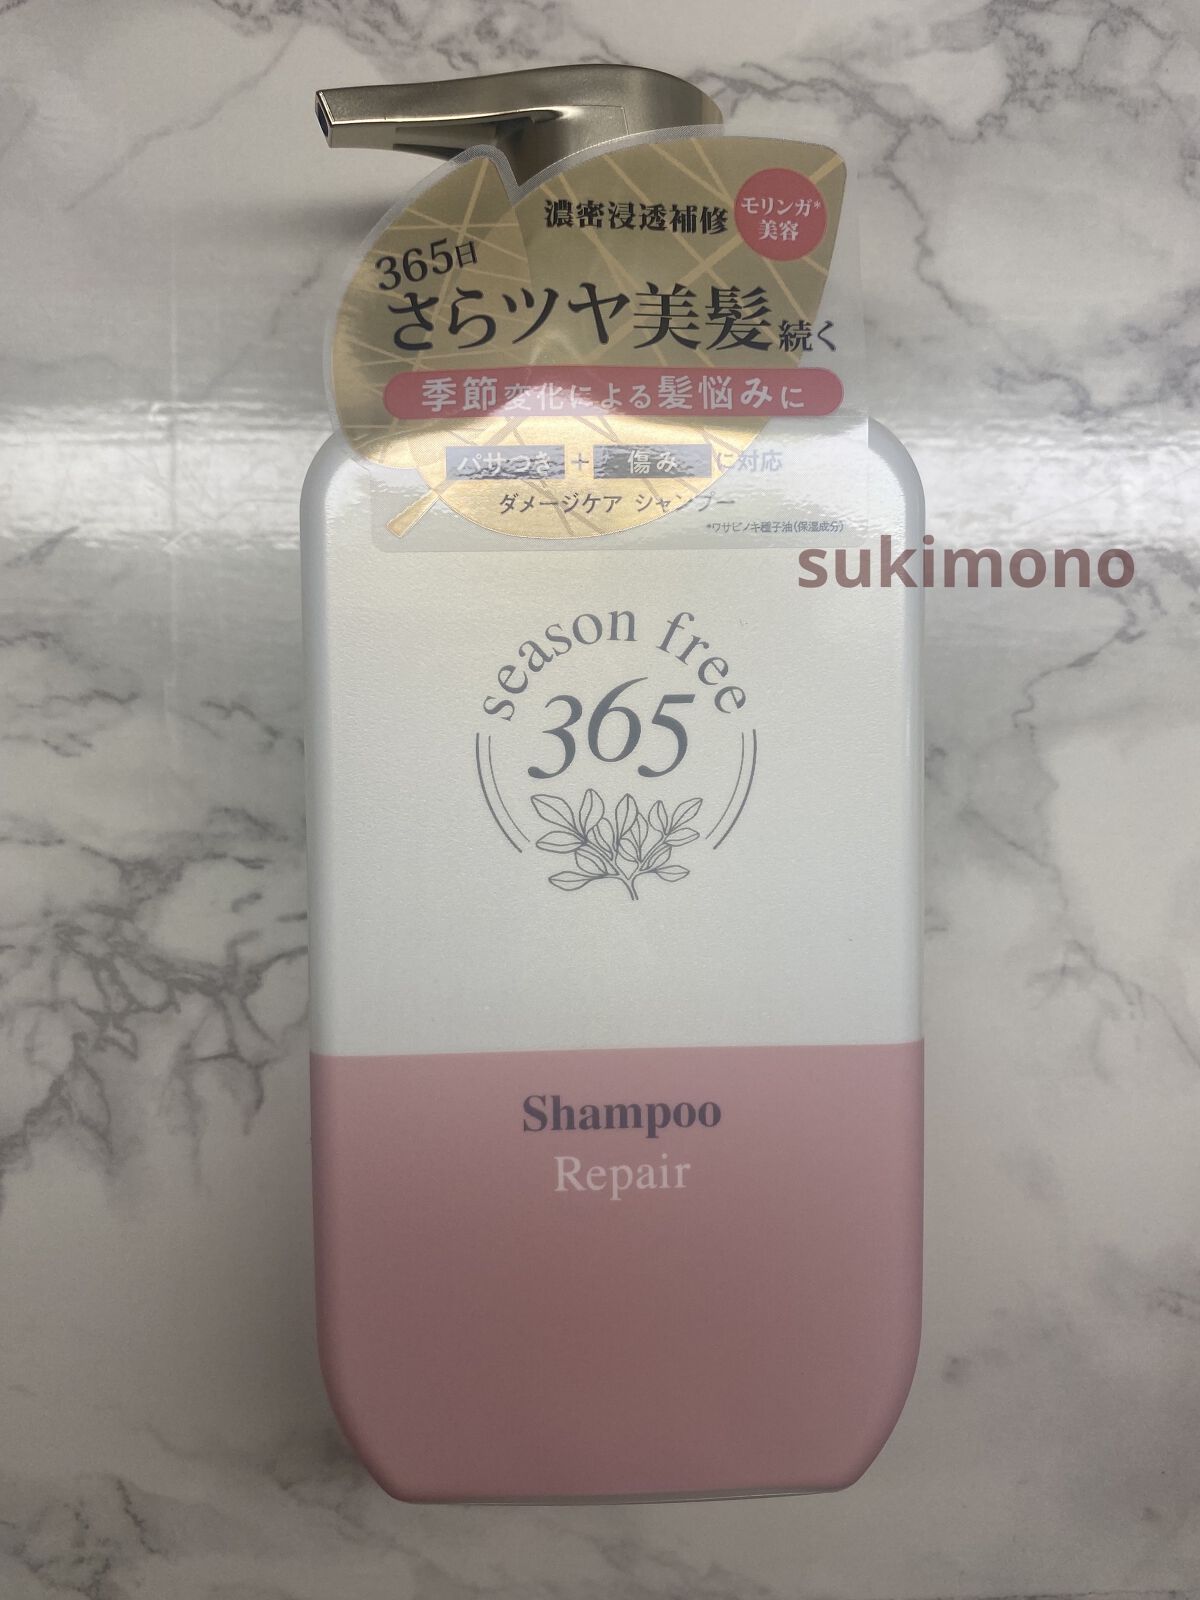 濃密浸透補修
モリンガ*
美容
365日
さらツヤ美髪続く
季節変化による髪悩みに
パサつき+傷みに対応
ダメージケア シャンプー
*ワサビノキ種子油(保湿成分)
sukimono
season free
365
Shampoo
Repair